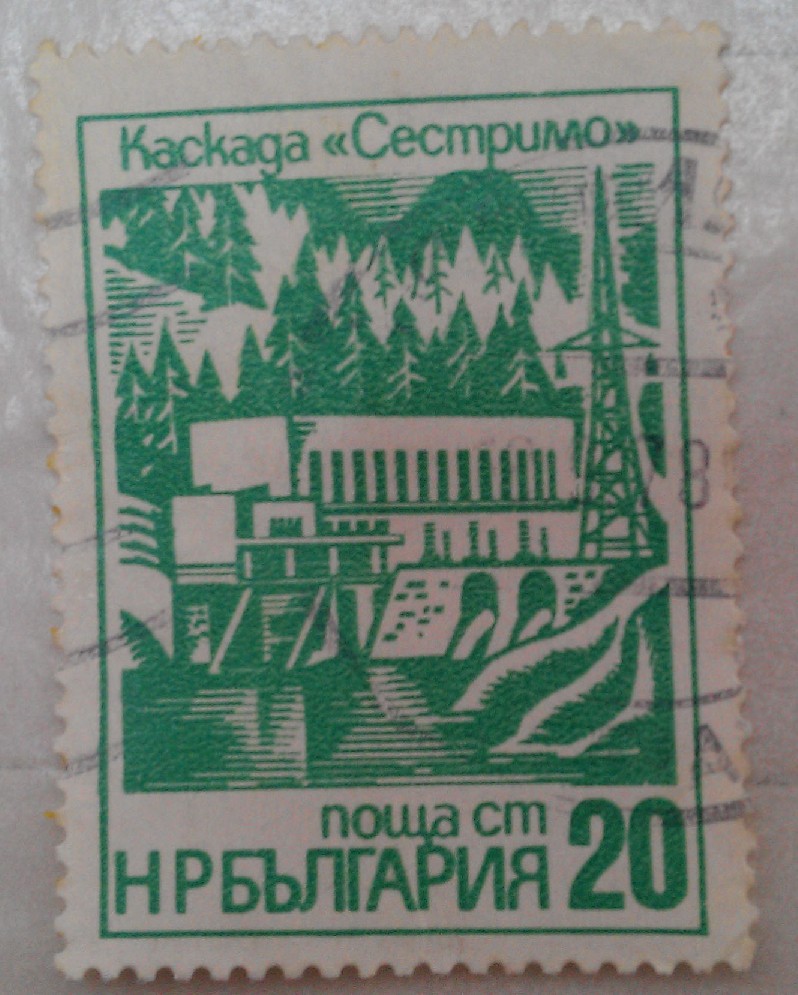 Каскада «Сестримо»
поща ст
НР БЪЛГАРИЯ 20